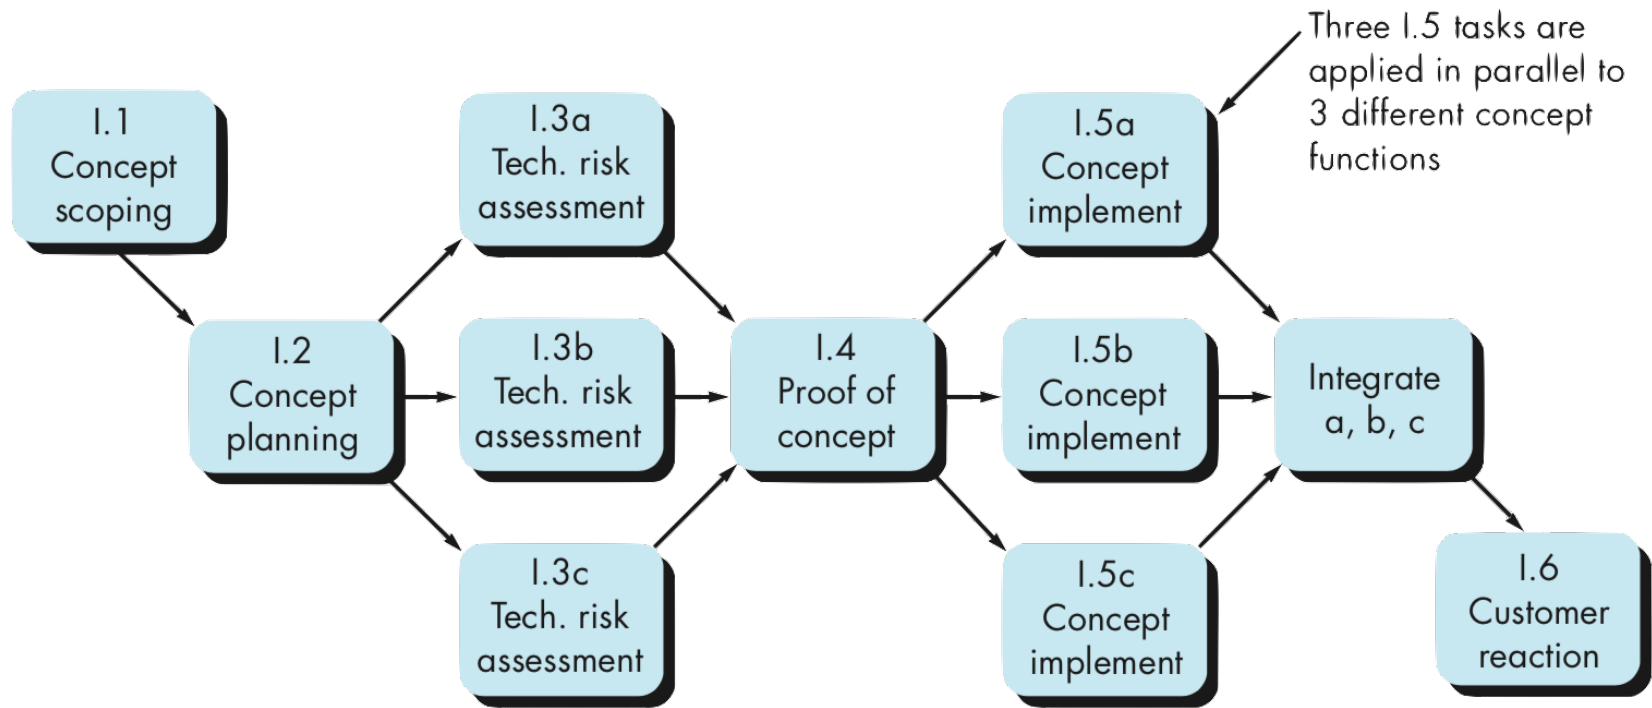 I.1
Concept
scoping
I.2
Concept
planning
I.3a
Tech. risk
assessment
I.3b
Tech. risk
assessment
I.3c
Tech. risk
assessment
I.4
Proof of
concept
I.5a
Concept
implement
I.5b
Concept
implement
I.5c
Concept
implement
Three I.5 tasks are
applied in parallel to
3 different concept
functions
Integrate
a, b, c
I.6
Customer
reaction